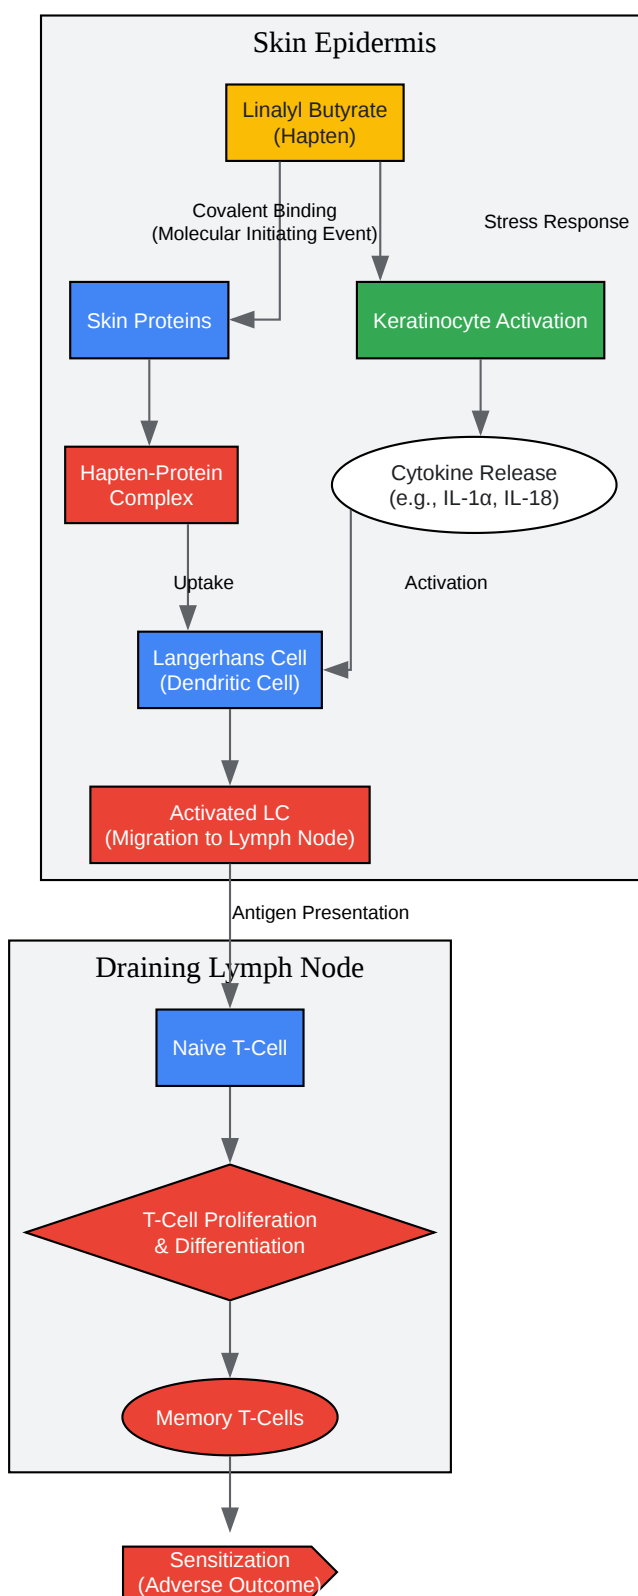 Skin Epidermis
Linalyl Butyrate
(Hapten)
Covalent Binding
(Molecular Initiating Event)
Stress Response
Skin Proteins
Keratinocyte Activation
Hapten-Protein
Complex
Cytokine Release
(e.g., IL-1α, IL-18)
Uptake
Activation
Langerhans Cell
(Dendritic Cell)
Activated LC
(Migration to Lymph Node)
Antigen Presentation
Draining Lymph Node
Naive T-Cell
T-Cell Proliferation
& Differentiation
Memory T-Cells
Sensitization
(Adverse Outcome)